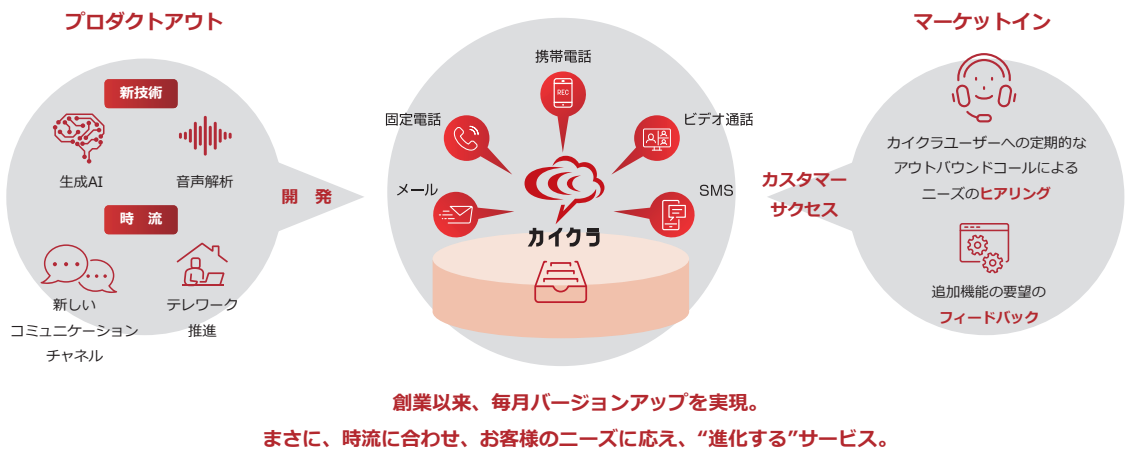 プロダクトアウト
新技術
生成AI
音声解析
時 流
新しい
コミュニケーション
チャネル
テレワーク
推進
開 発
携帯電話
REC
固定電話
ビデオ通話
メール
SMS
カイクラ
カスタマー
サクセス
マーケットイン
カイクラユーザーへの定期的な
アウトバウンドコールによる
ニーズのヒアリング
追加機能の要望の
フィードバック
創業以来、毎月バージョンアップを実現。
まさに、時流に合わせ、お客様のニーズに応え、“進化する”サービス。